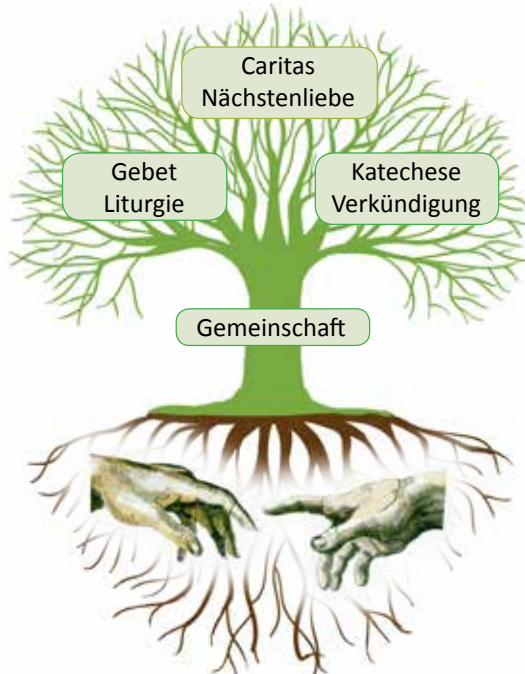 Caritas
Nächstenliebe
Gebet
Liturgie
Katechese
Verkündigung
Gemeinschaft